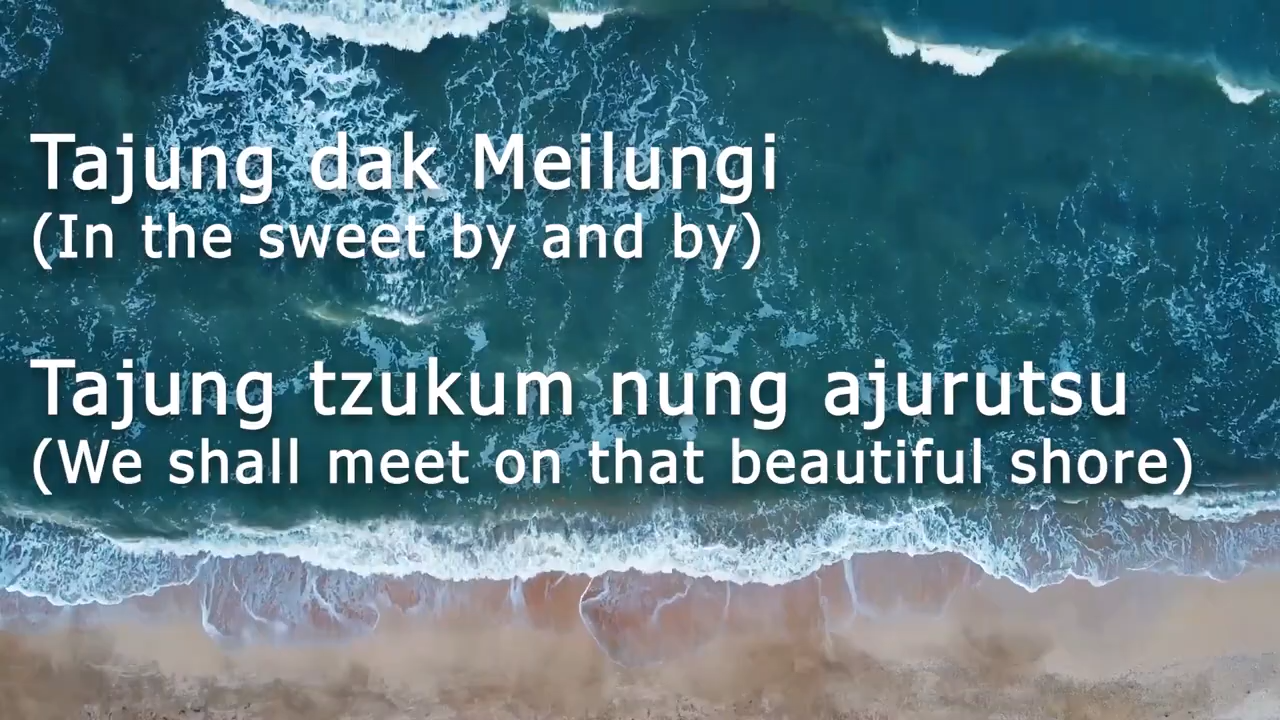 Tajung dak Meilungi
(In the sweet by and by)
Tajung tzukum nung ajurutsu
(We shall meet on that beautiful shore)